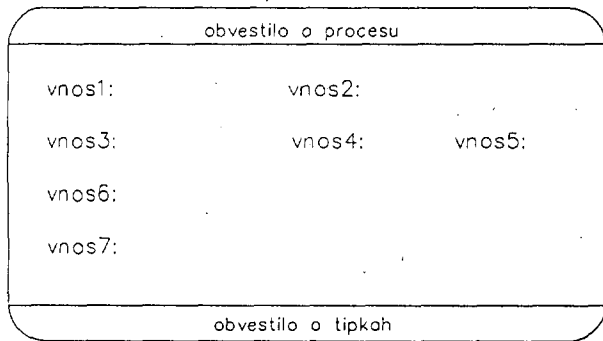 obvestilo o procesu
vnos1: vnos2:
vnos3: vnos4: vnos5:
vnos6:
vnos7:
obvestilo o tipkah